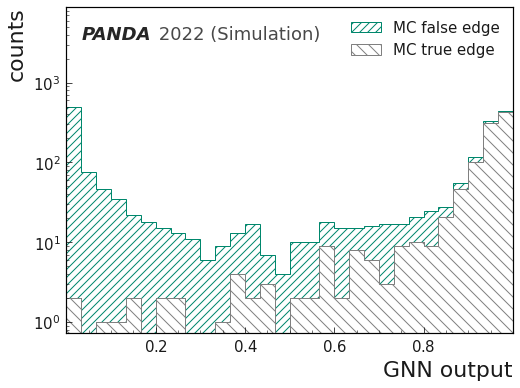 counts
PANDA 2022 (Simulation)
MC false edge
MC true edge
10³
10²
10¹
10⁰
0.2 0.4 0.6 0.8
GNN output